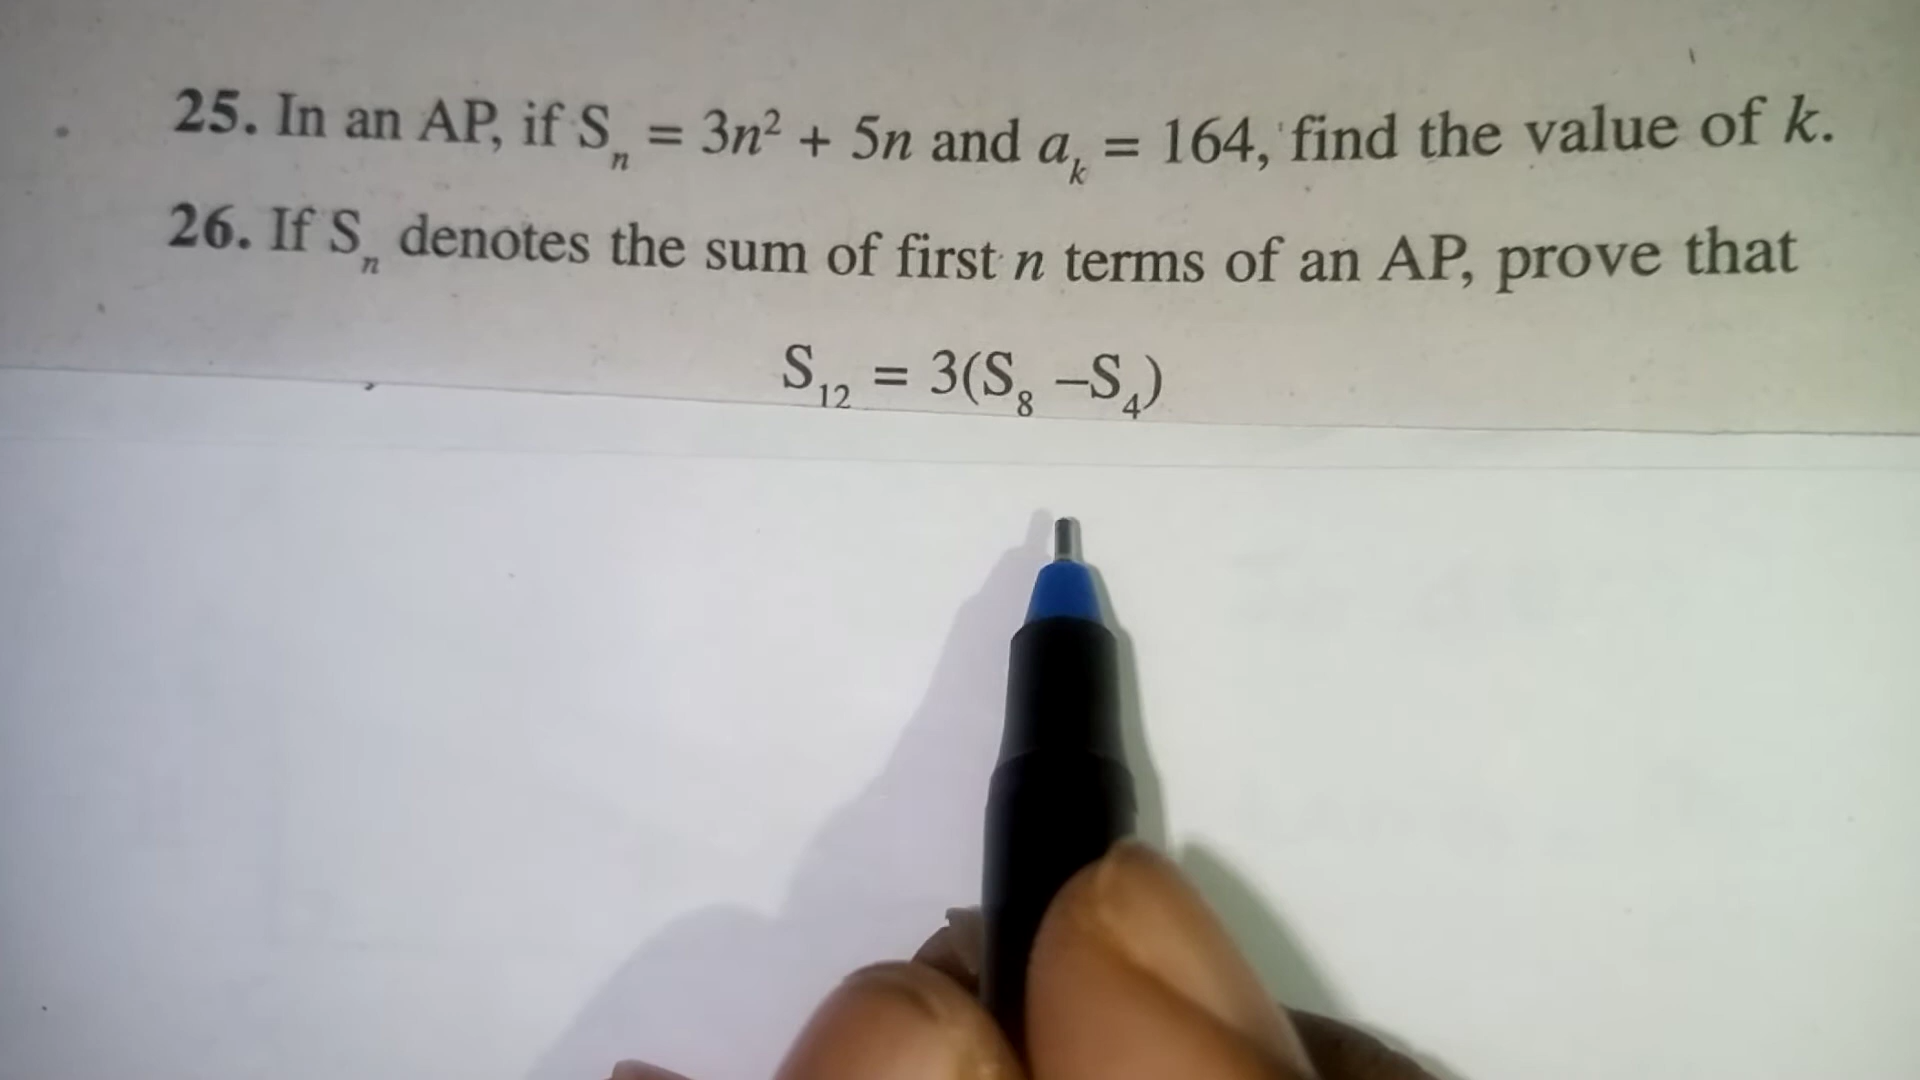 25. In an AP, if Sₙ = 3n² + 5n and aₖ = 164, find the value of k.
26. If Sₙ denotes the sum of first n terms of an AP, prove that
S₁₂ = 3(S₈ –S₄)